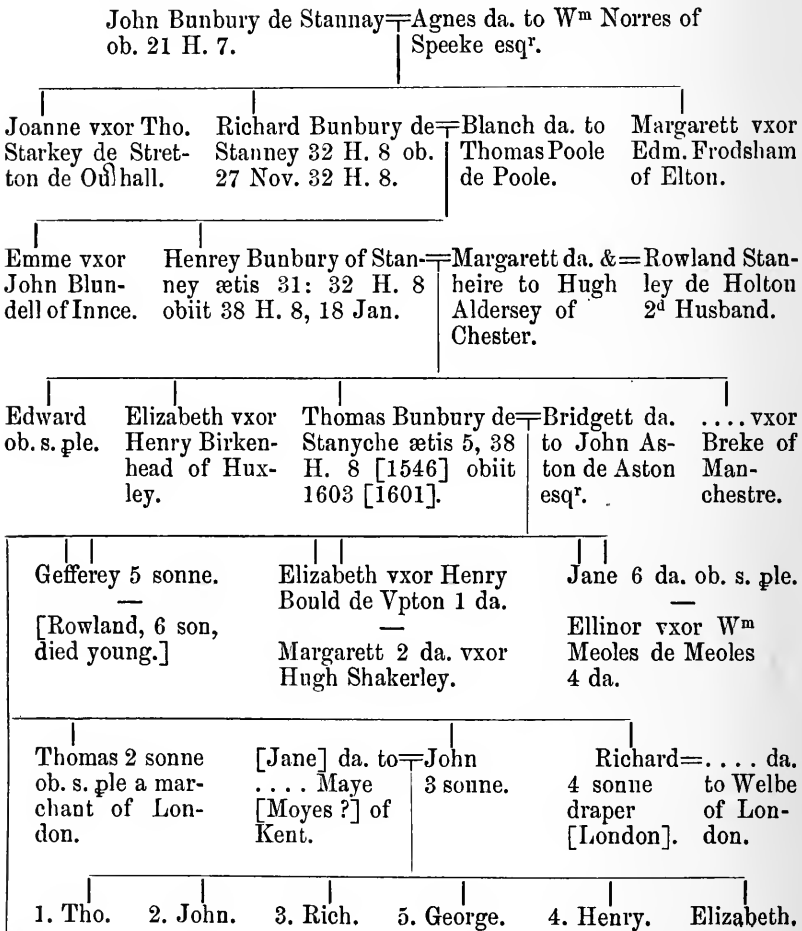 John Bunbury de Stannay=Agnes da. to Wᵐ Norres of
ob. 21 H. 7. Speeke esqʳ.
Joanne vxor Tho.
Starkey de Stret-
ton de Oul̃hall.
Richard Bunbury de=Blanch da. to
Stanney 32 H. 8 ob. Thomas Poole
27 Nov. 32 H. 8. de Poole.
Margarett vxor
Edm. Frodsham
of Elton.
Emme vxor
John Blun-
dell of Innce.
Henrey Bunbury of Stan-=Margarett da. &=Rowland Stan-
ney ætis 31: 32 H. 8 heire to Hugh ley de Holton
obiit 38 H. 8, 18 Jan. Aldersey of 2ᵈ Husband.
Chester.
Edward
ob. s. ꝑle.
Elizabeth vxor
Henry Birken-
head of Hux-
ley.
Thomas Bunbury de=Bridgett da.
Stanyche ætis 5, 38 to John As-
H. 8 [1546] obiit ton de Aston
1603 [1601]. esqʳ.
.... vxor
Breke of
Man-
chestre.
Gefferey 5 sonne.
—
[Rowland, 6 son,
died young.]
Elizabeth vxor Henry
Bould de Vpton 1 da.
—
Margarett 2 da. vxor
Hugh Shakerley.
Jane 6 da. ob. s. ꝑle.
—
Ellinor vxor Wᵐ
Meoles de Meoles
4 da.
Thomas 2 sonne
ob. s. ꝑle a mar-
chant of Lon-
don.
[Jane] da. to=John
.... Maye 3 sonne.
[Moyes ?] of
Kent.
Richard=.... da.
4 sonne to Welbe
draper of Lon-
[London]. don.
1. Tho. 2. John. 3. Rich. 5. George. 4. Henry. Elizabeth.